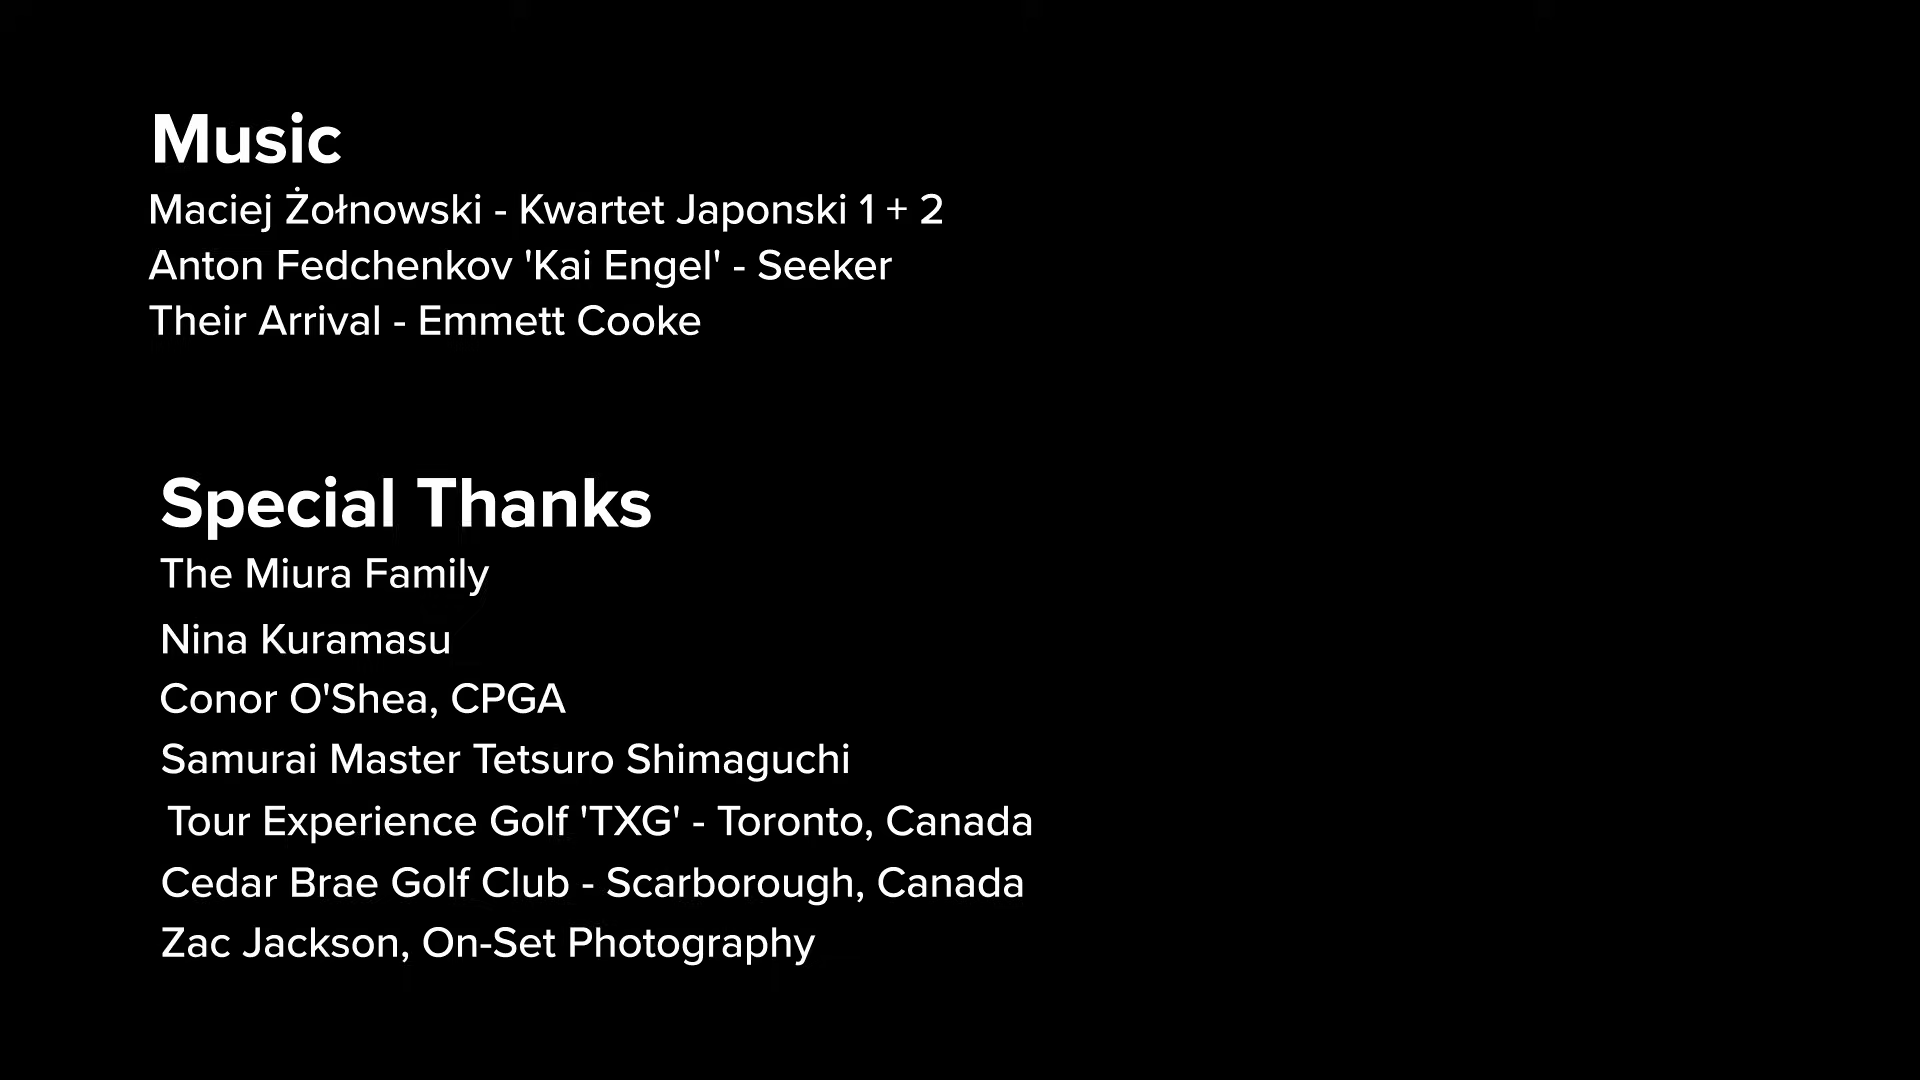 Music
Maciej Żołnowski - Kwartet Japonski 1 + 2
Anton Fedchenkov 'Kai Engel' - Seeker
Their Arrival - Emmett Cooke
Special Thanks
The Miura Family
Nina Kuramasu
Conor O'Shea, CPGA
Samurai Master Tetsuro Shimaguchi
Tour Experience Golf 'TXG' - Toronto, Canada
Cedar Brae Golf Club - Scarborough, Canada
Zac Jackson, On-Set Photography